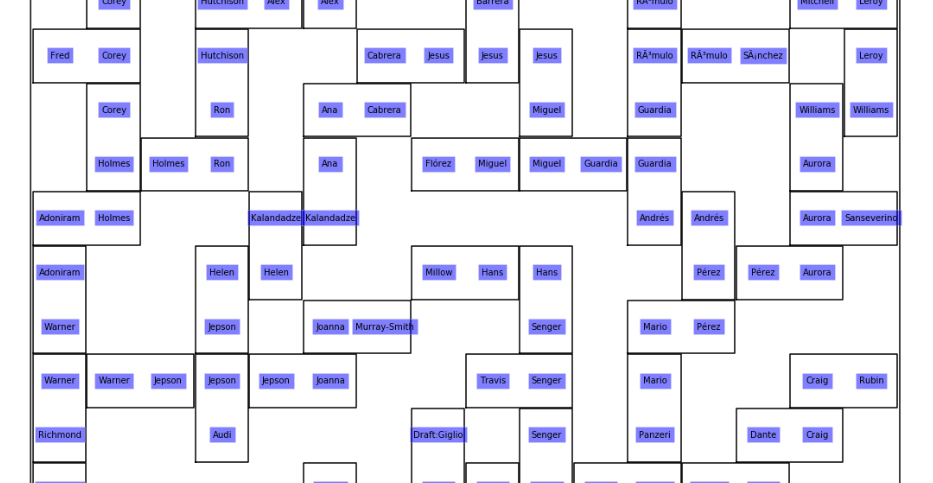 Corey Hutchison Alex Alex Barrera RÃ³mulo Mitchell Leroy
Fred Corey Hutchison Cabrera Jesus Jesus Jesus RÃ³mulo RÃ³mulo SÃ¡nchez Leroy
Corey Ron Ana Cabrera Miguel Guardia Williams Williams
Holmes Holmes Ron Ana Flórez Miguel Miguel Guardia Guardia Aurora
Adoniram Holmes Kalandadze Kalandadze Andrés Andrés Aurora Sanseverino
Adoniram Helen Helen Millow Hans Hans Pérez Pérez Aurora
Warner Jepson Joanna Murray-Smith Senger Mario Pérez
Warner Warner Jepson Jepson Jepson Joanna Travis Senger Mario Craig Rubin
Richmond Audi Draft:Giglio Senger Panzeri Dante Craig